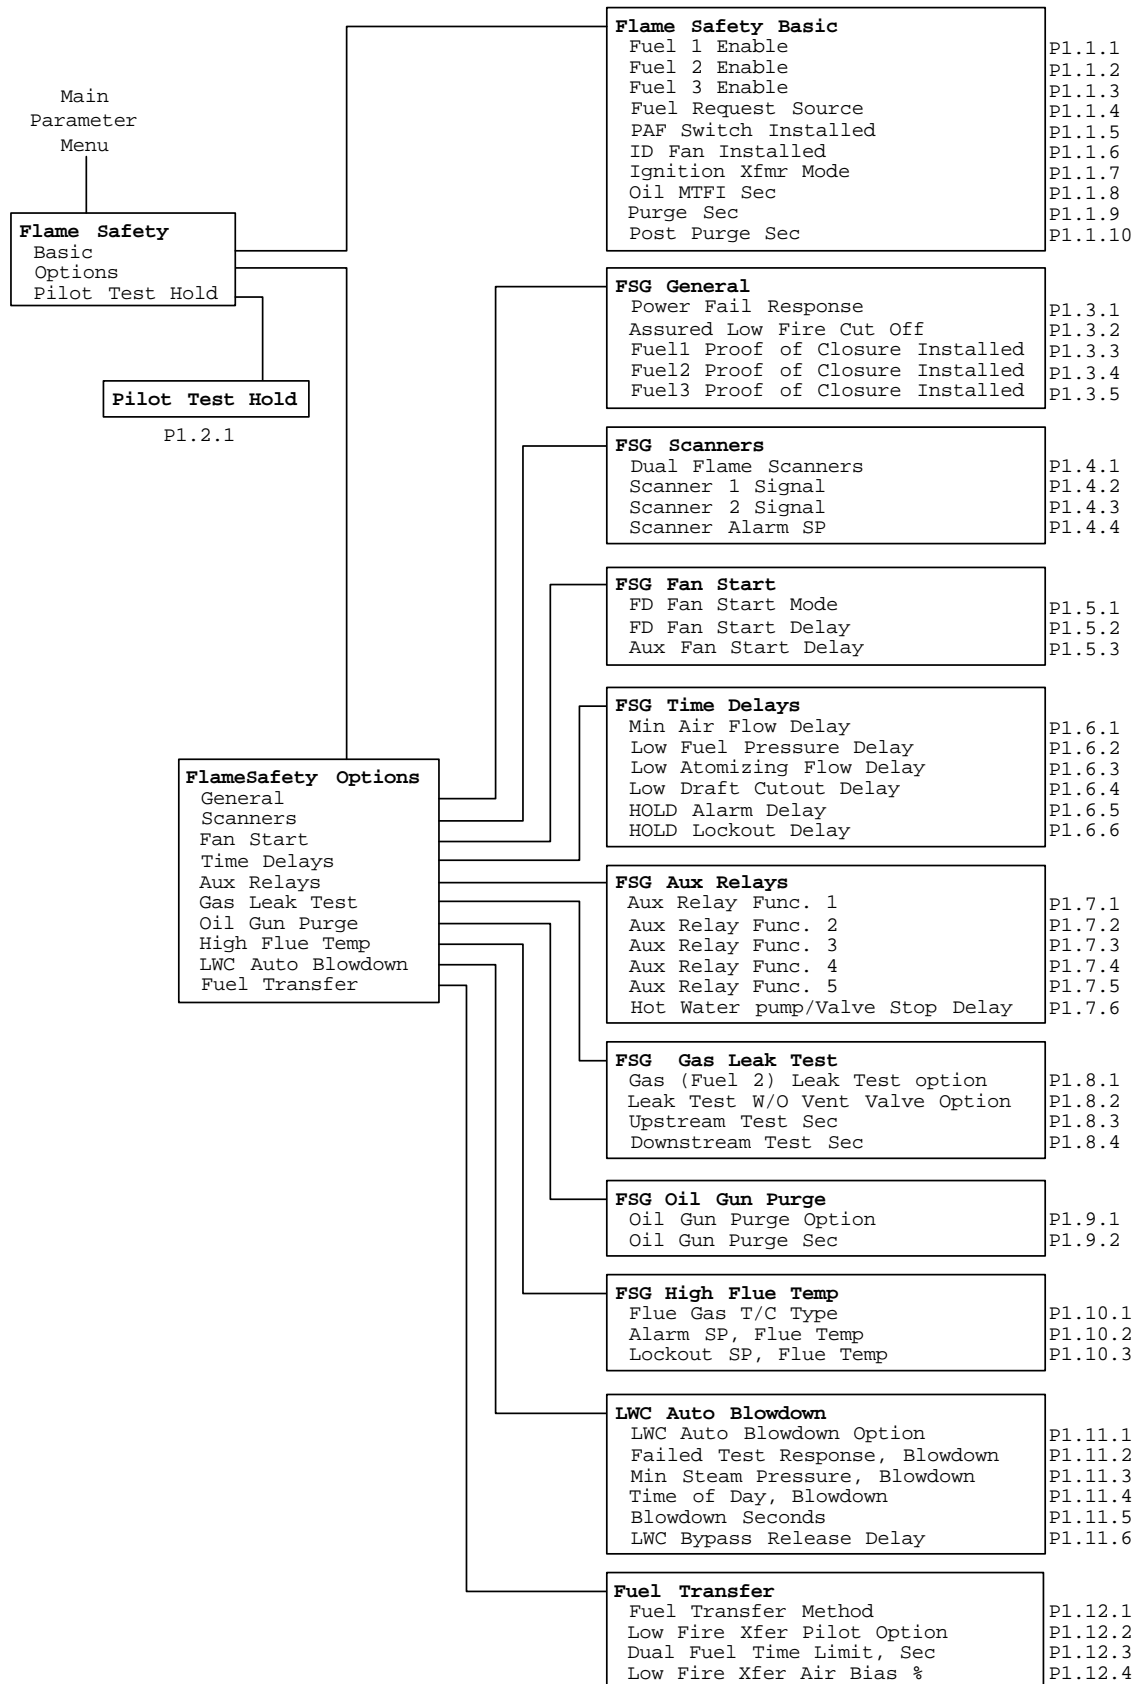 Main
Parameter
Menu
Flame Safety
Basic
Options
Pilot Test Hold
Pilot Test Hold
P1.2.1
FlameSafety Options
General
Scanners
Fan Start
Time Delays
Aux Relays
Gas Leak Test
Oil Gun Purge
High Flue Temp
LWC Auto Blowdown
Fuel Transfer
Flame Safety Basic
Fuel 1 Enable P1.1.1
Fuel 2 Enable P1.1.2
Fuel 3 Enable P1.1.3
Fuel Request Source P1.1.4
PAF Switch Installed P1.1.5
ID Fan Installed P1.1.6
Ignition Xfmr Mode P1.1.7
Oil MTFI Sec P1.1.8
Purge Sec P1.1.9
Post Purge Sec P1.1.10
FSG General
Power Fail Response P1.3.1
Assured Low Fire Cut Off P1.3.2
Fuel1 Proof of Closure Installed P1.3.3
Fuel2 Proof of Closure Installed P1.3.4
Fuel3 Proof of Closure Installed P1.3.5
FSG Scanners
Dual Flame Scanners P1.4.1
Scanner 1 Signal P1.4.2
Scanner 2 Signal P1.4.3
Scanner Alarm SP P1.4.4
FSG Fan Start
FD Fan Start Mode P1.5.1
FD Fan Start Delay P1.5.2
Aux Fan Start Delay P1.5.3
FSG Time Delays
Min Air Flow Delay P1.6.1
Low Fuel Pressure Delay P1.6.2
Low Atomizing Flow Delay P1.6.3
Low Draft Cutout Delay P1.6.4
HOLD Alarm Delay P1.6.5
HOLD Lockout Delay P1.6.6
FSG Aux Relays
Aux Relay Func. 1 P1.7.1
Aux Relay Func. 2 P1.7.2
Aux Relay Func. 3 P1.7.3
Aux Relay Func. 4 P1.7.4
Aux Relay Func. 5 P1.7.5
Hot Water pump/Valve Stop Delay P1.7.6
FSG Gas Leak Test
Gas (Fuel 2) Leak Test option P1.8.1
Leak Test W/O Vent Valve Option P1.8.2
Upstream Test Sec P1.8.3
Downstream Test Sec P1.8.4
FSG Oil Gun Purge
Oil Gun Purge Option P1.9.1
Oil Gun Purge Sec P1.9.2
FSG High Flue Temp
Flue Gas T/C Type P1.10.1
Alarm SP, Flue Temp P1.10.2
Lockout SP, Flue Temp P1.10.3
LWC Auto Blowdown
LWC Auto Blowdown Option P1.11.1
Failed Test Response, Blowdown P1.11.2
Min Steam Pressure, Blowdown P1.11.3
Time of Day, Blowdown P1.11.4
Blowdown Seconds P1.11.5
LWC Bypass Release Delay P1.11.6
Fuel Transfer
Fuel Transfer Method P1.12.1
Low Fire Xfer Pilot Option P1.12.2
Dual Fuel Time Limit, Sec P1.12.3
Low Fire Xfer Air Bias % P1.12.4